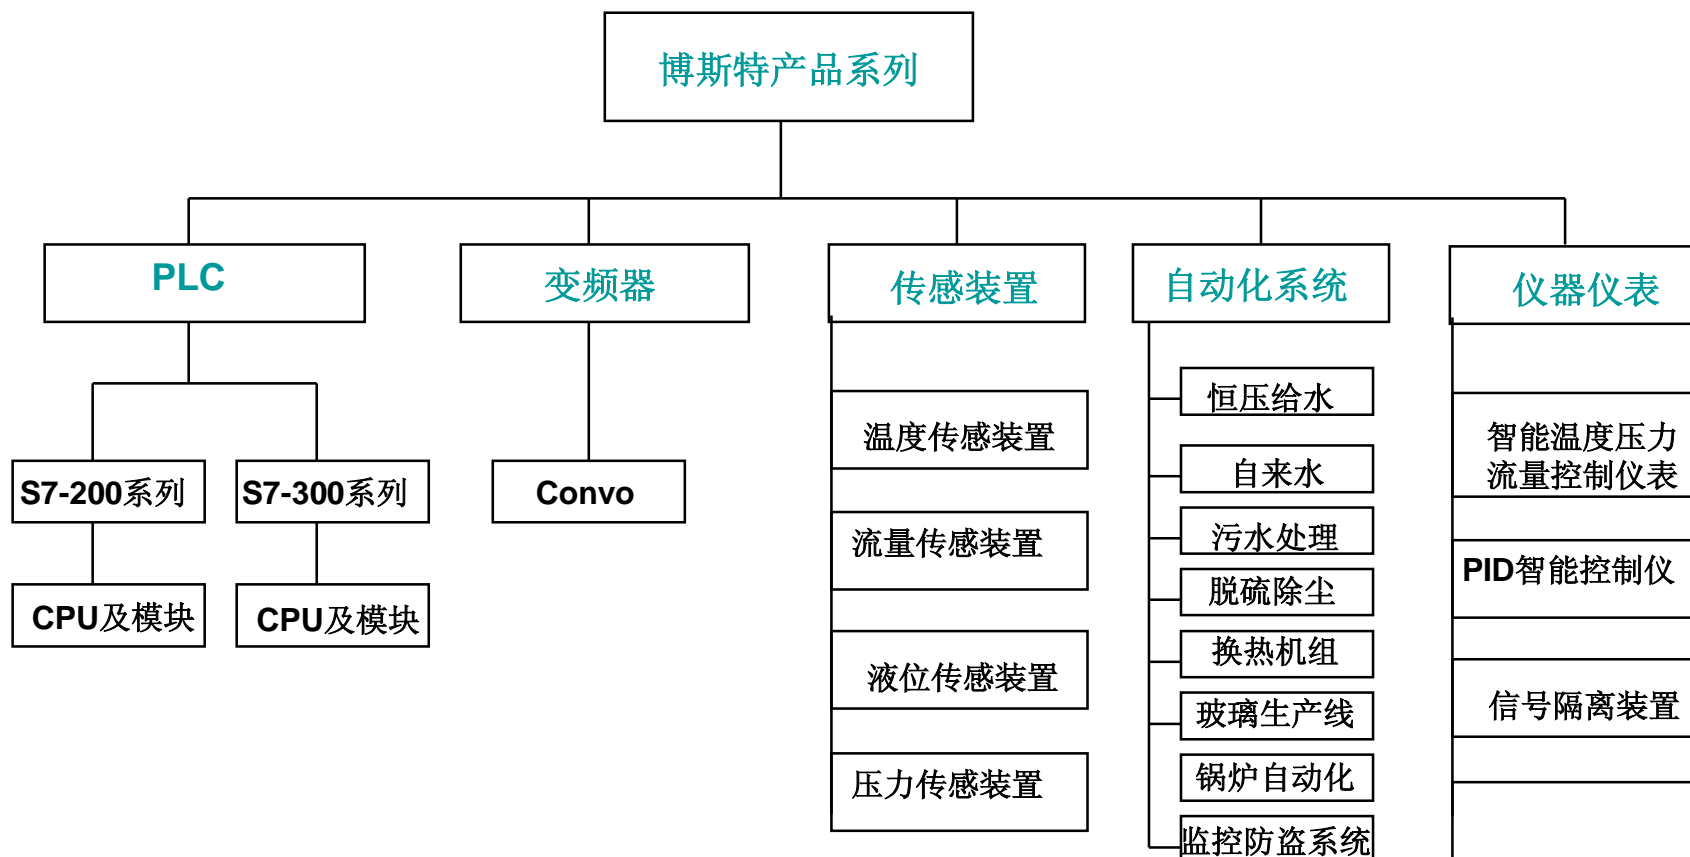 博斯特产品系列
PLC
变频器
传感装置
自动化系统
仪器仪表
S7-200系列
S7-300系列
CPU及模块
CPU及模块
Convo
温度传感装置
流量传感装置
液位传感装置
压力传感装置
恒压给水
自来水
污水处理
脱硫除尘
换热机组
玻璃生产线
锅炉自动化
监控防盗系统
智能温度压力
流量控制仪表
PID智能控制仪
信号隔离装置